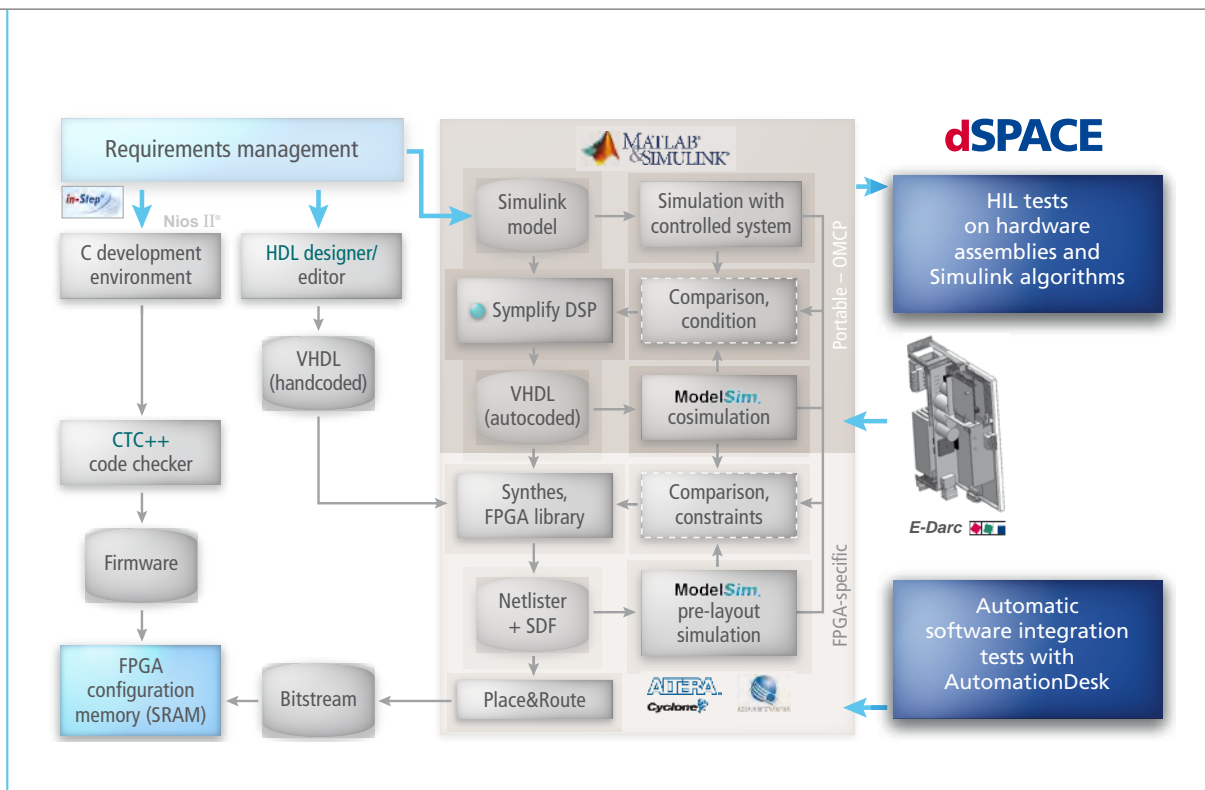 Requirements management
in-Step
Nios II®
C development
environment
HDL designer/
editor
VHDL
(handcoded)
CTC++
code checker
Firmware
FPGA
configuration
memory (SRAM)
Bitstream
MATLAB®
&SIMULINK®
Simulink
model
Simulation with
controlled system
Symplify DSP
Comparison,
condition
VHDL
(autocoded)
ModelSim.
cosimulation
Portable – OMCP
Synthes,
FPGA library
Comparison,
constraints
Netlister
+ SDF
ModelSim.
pre-layout
simulation
FPGA-specific
Place&Route
ALTERA.
Cyclone
dSPACE
HIL tests
on hardware
assemblies and
Simulink algorithms
E-Darc
Automatic
software integration
tests with
AutomationDesk